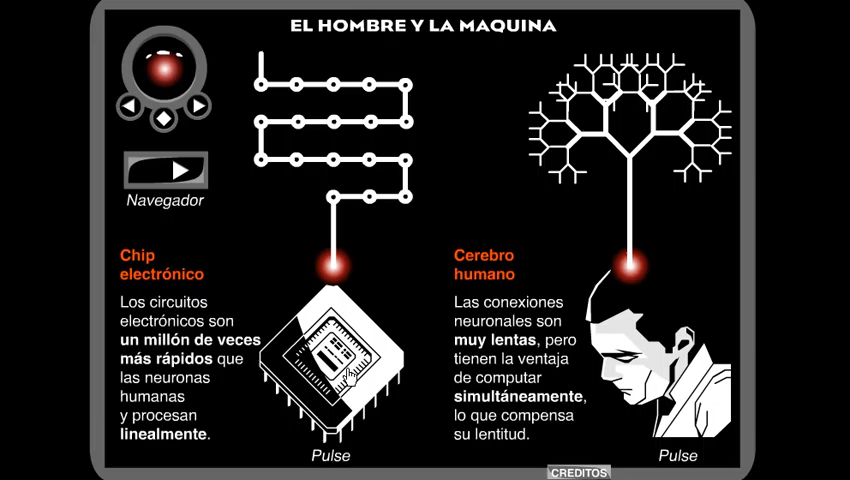 EL HOMBRE Y LA MAQUINA
Navegador
Chip
electrónico
Los circuitos
electrónicos son
un millón de veces
más rápidos que
las neuronas
humanas
y procesan
linealmente.
Pulse
Cerebro
humano
Las conexiones
neuronales son
muy lentas, pero
tienen la ventaja
de computar
simultáneamente,
lo que compensa
su lentitud.
Pulse
CREDITOS